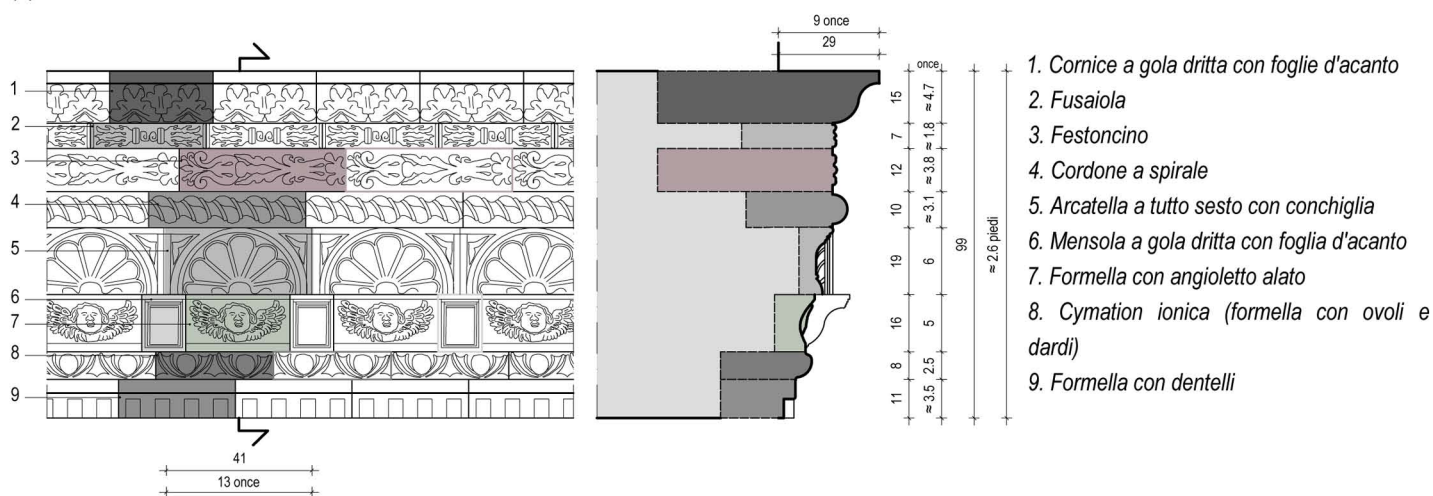 9 once
29
once
1
2
3
4
5
6
7
8
9
15
≈ 4.7
7
≈ 1.8
12
≈ 3.8
10
≈ 3.1
19
6
16
5
8
2.5
11
≈ 3.5
99
≈ 2.6 piedi
41
13 once
1. Cornice a gola dritta con foglie d'acanto
2. Fusaiola
3. Festoncino
4. Cordone a spirale
5. Arcatella a tutto sesto con conchiglia
6. Mensola a gola dritta con foglia d'acanto
7. Formella con angioletto alato
8. Cymation ionica (formella con ovoli e
dardi)
9. Formella con dentelli